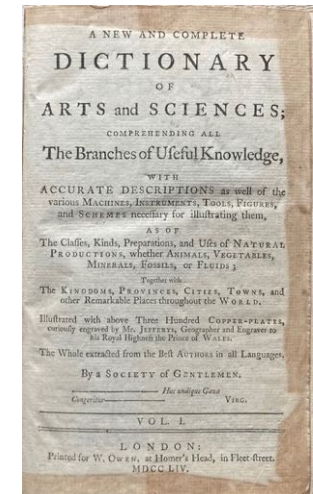 A NEW AND COMPLETE
DICTIONARY
OF
ARTS and SCIENCES;
COMPREHENDING ALL
The Branches of Useful Knowledge,
WITH
ACCURATE DESCRIPTIONS as well of the
various MACHINES, INSTRUMENTS, TOOLS, FIGURES,
and SCHEMES necessary for illustrating them,
AS OF
The Classes, Kinds, Preparations, and Uses of NATURAL
PRODUCTIONS, whether ANIMALS, VEGETABLES,
MINERALS, FOSSILS, or FLUIDS;
Together with
The KINGDOMS, PROVINCES, CITIES, TOWNS, and
other Remarkable Places throughout the WORLD.
Illustrated with above Three Hundred COPPER-PLATES,
curiously engraved by Mr. JEFFERYS, Geographer and Engraver to
his Royal Highness the Prince of WALES.
The Whole extracted from the Best AUTHORS in all Languages.
By a SOCIETY of GENTLEMEN.
Huc undique Gaza
Congeritur VIRG.
VOL. I.
LONDON:
Printed for W. OWEN, at Homer's Head, in Fleet-street.
MDCC LIV.